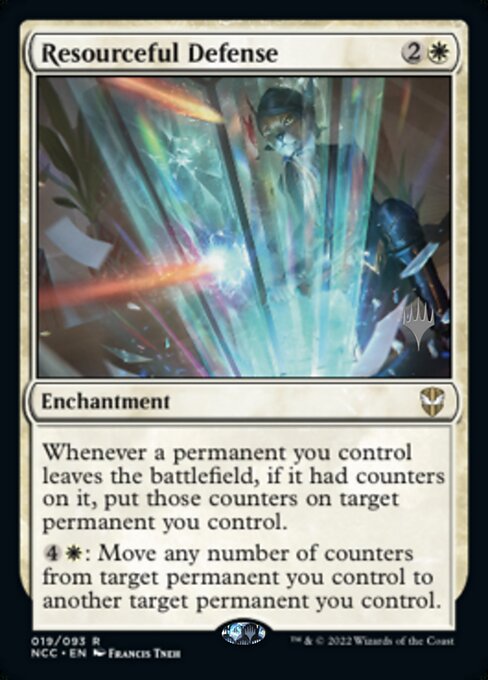 Resourceful Defense 2
Enchantment
Whenever a permanent you control
leaves the battlefield, if it had counters
on it, put those counters on target
permanent you control.
4 : Move any number of counters
from target permanent you control to
another target permanent you control.
019/093 R
NCC • EN Francis Tneh
™ & © 2022 Wizards of the Coast